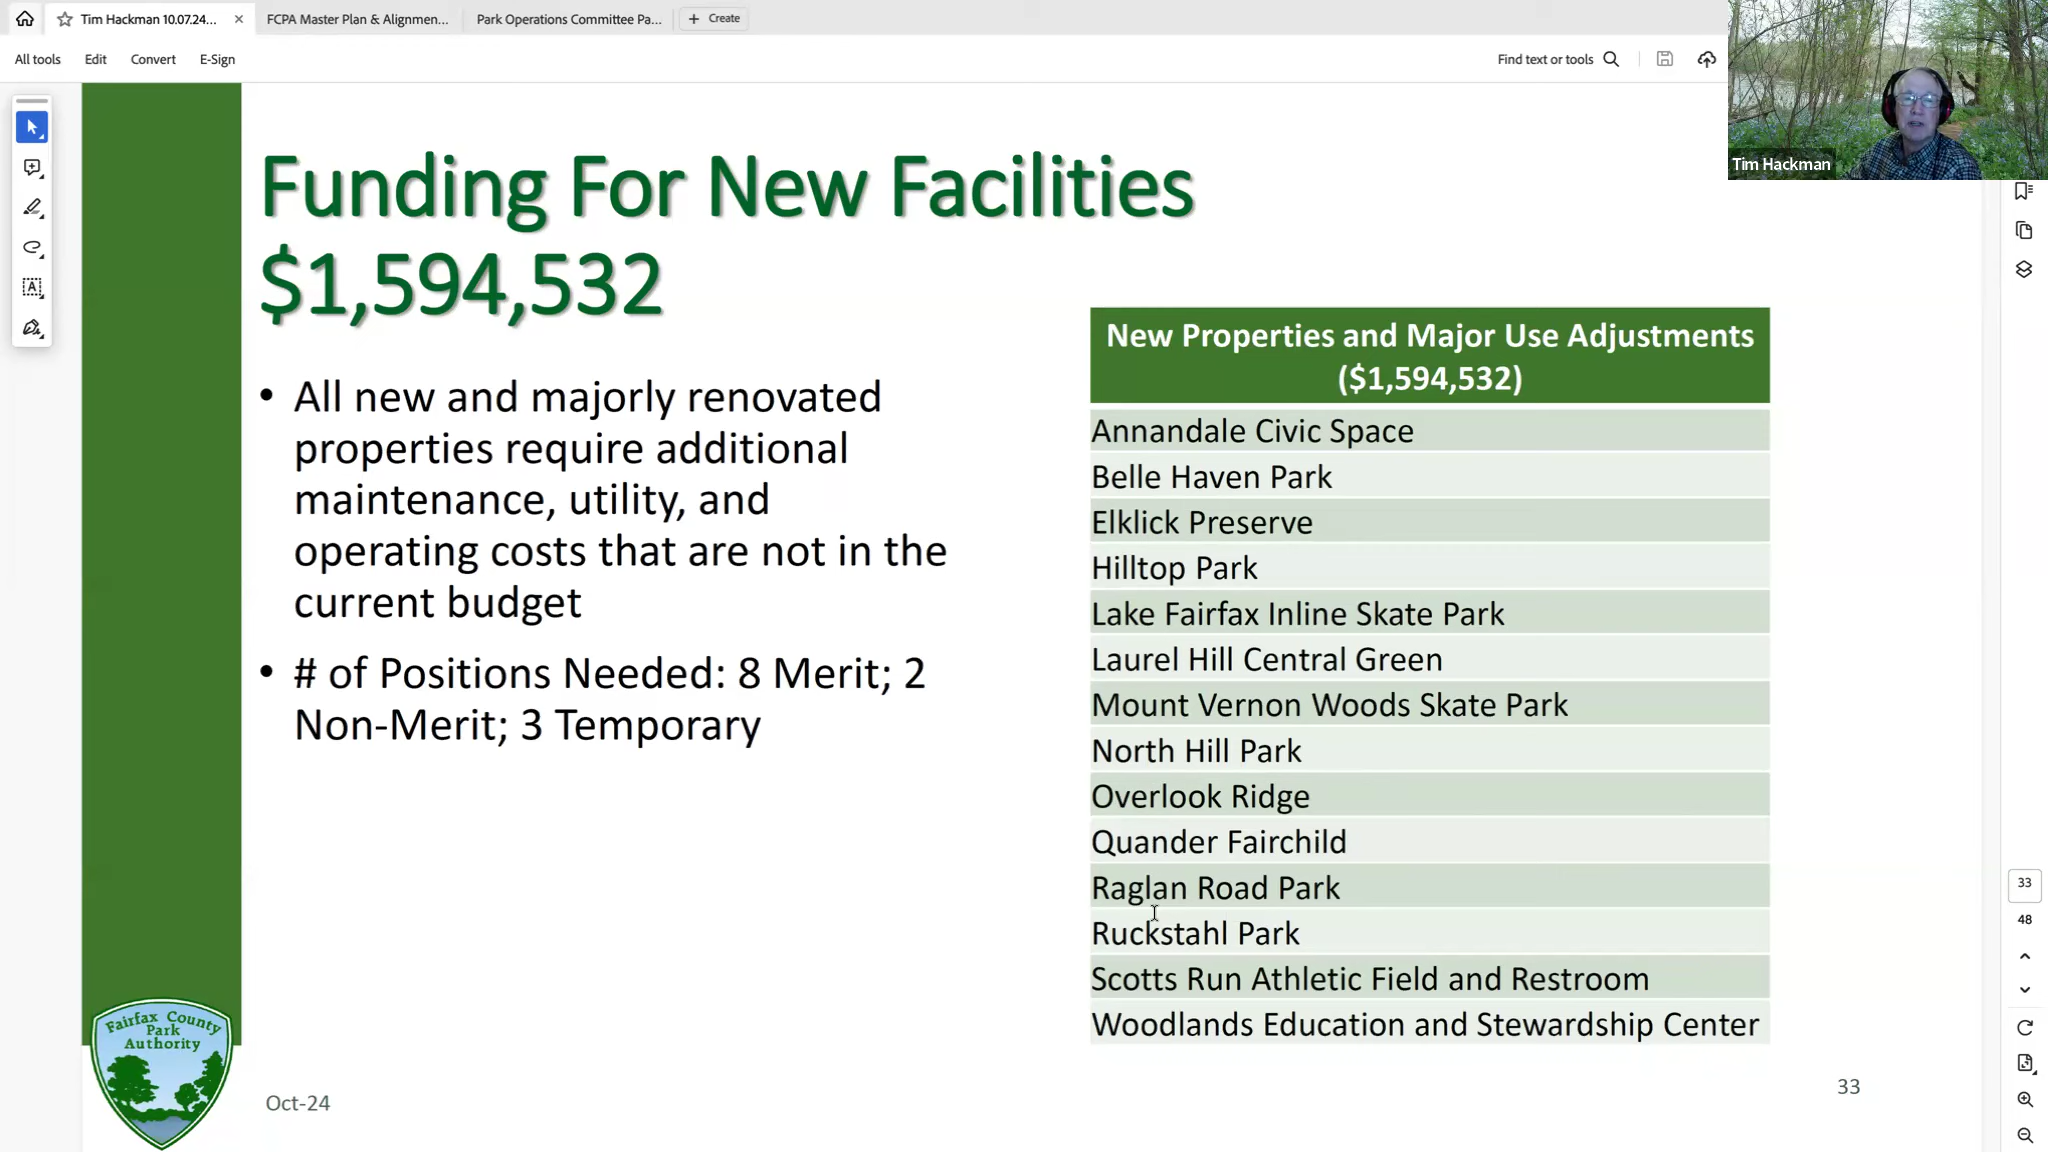 Tim Hackman 10.07.24...
FCPA Master Plan & Alignmen...
Park Operations Committee Pa...
+ Create
All tools
Edit
Convert
E-Sign
Find text or tools
Tim Hackman
Funding For New Facilities
$1,594,532
• All new and majorly renovated
properties require additional
maintenance, utility, and
operating costs that are not in the
current budget
• # of Positions Needed: 8 Merit; 2
Non-Merit; 3 Temporary
New Properties and Major Use Adjustments
($1,594,532)
Annandale Civic Space
Belle Haven Park
Elklick Preserve
Hilltop Park
Lake Fairfax Inline Skate Park
Laurel Hill Central Green
Mount Vernon Woods Skate Park
North Hill Park
Overlook Ridge
Quander Fairchild
Raglan Road Park
Ruckstahl Park
Scotts Run Athletic Field and Restroom
Woodlands Education and Stewardship Center
33
48
Fairfax County
Park
Authority
Oct-24
33